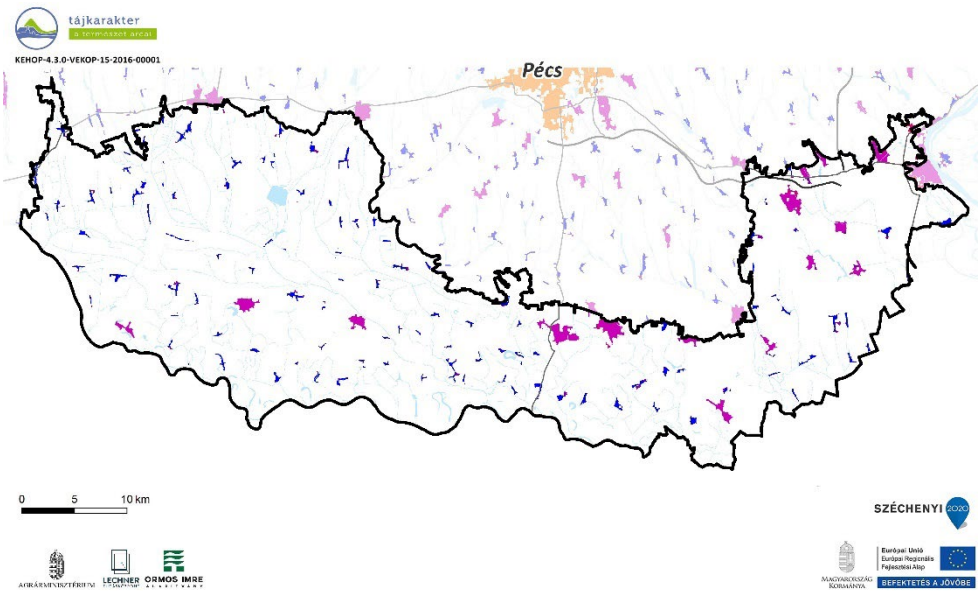 tájkarakter
a természet arcai
KEHOP-4.3.0-VEKOP-15-2016-00001
Pécs
0 5 10 km
SZÉCHENYI 2020
AGRÁRMINISZTÉRIUM
LECHNER
ORMOS IMRE
ALAPÍTVÁNY
MAGYARORSZÁG
KORMÁNYA
Európai Unió
Európai Regionális
Fejlesztési Alap
BEFEKTETÉS A JÖVŐBE